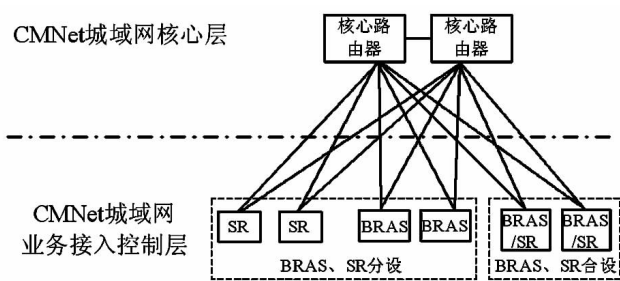 CMNet城域网核心层
核心路
由器
核心路
由器
CMNet城域网
业务接入控制层
SR
SR
BRAS
BRAS
BRAS
/SR
BRAS
/SR
BRAS、SR分设
BRAS、SR合设